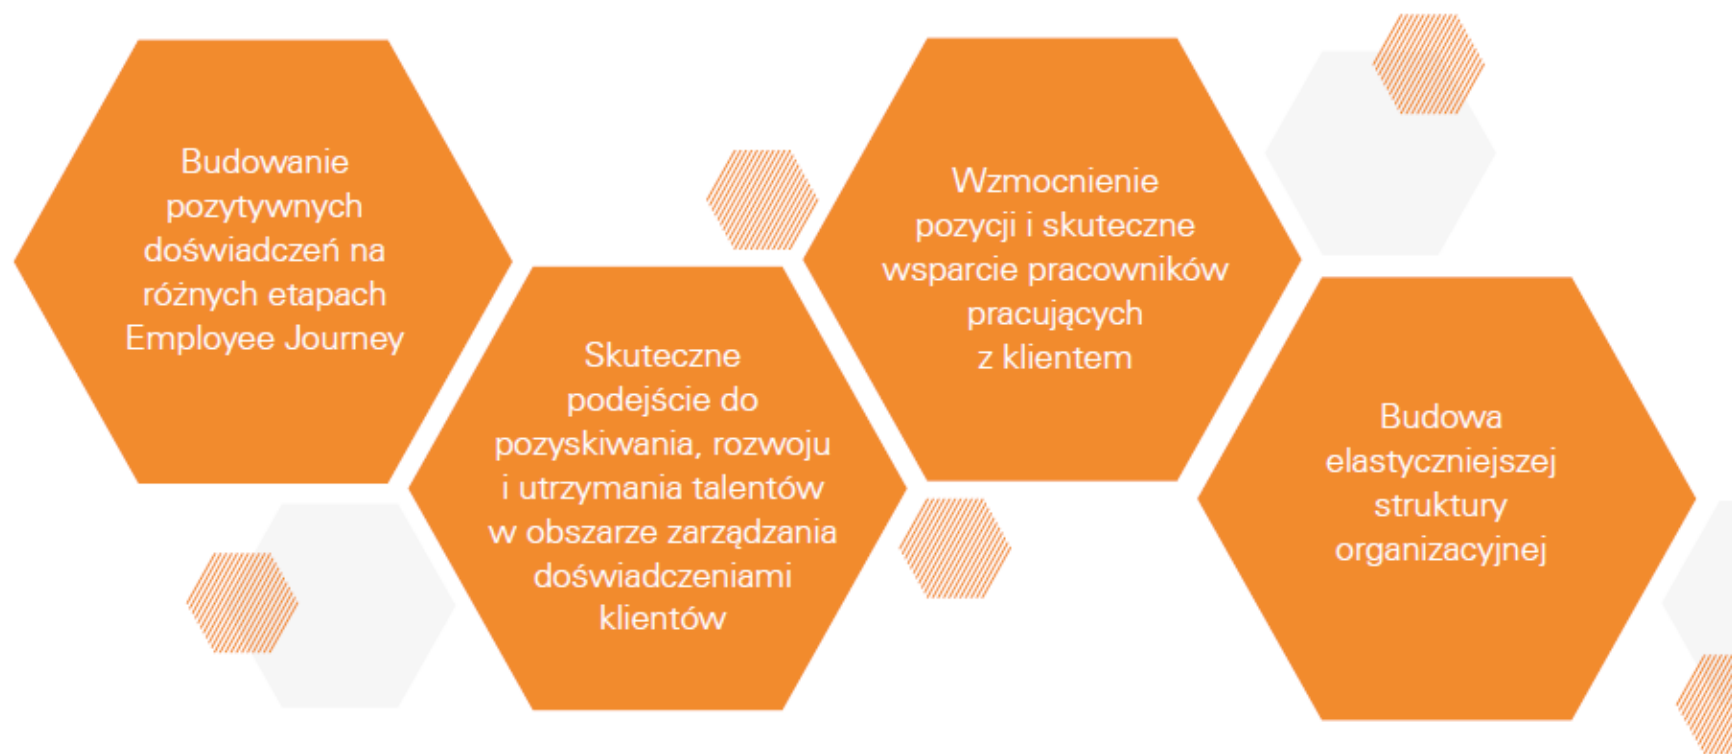 Budowanie
pozytywnych
doświadczeń na
różnych etapach
Employee Journey
Skuteczne
podejście do
pozyskiwania, rozwoju
i utrzymania talentów
w obszarze zarządzania
doświadczeniami
klientów
Wzmocnienie
pozycji i skuteczne
wsparcie pracowników
pracujących
z klientem
Budowa
elastyczniejszej
struktury
organizacyjnej